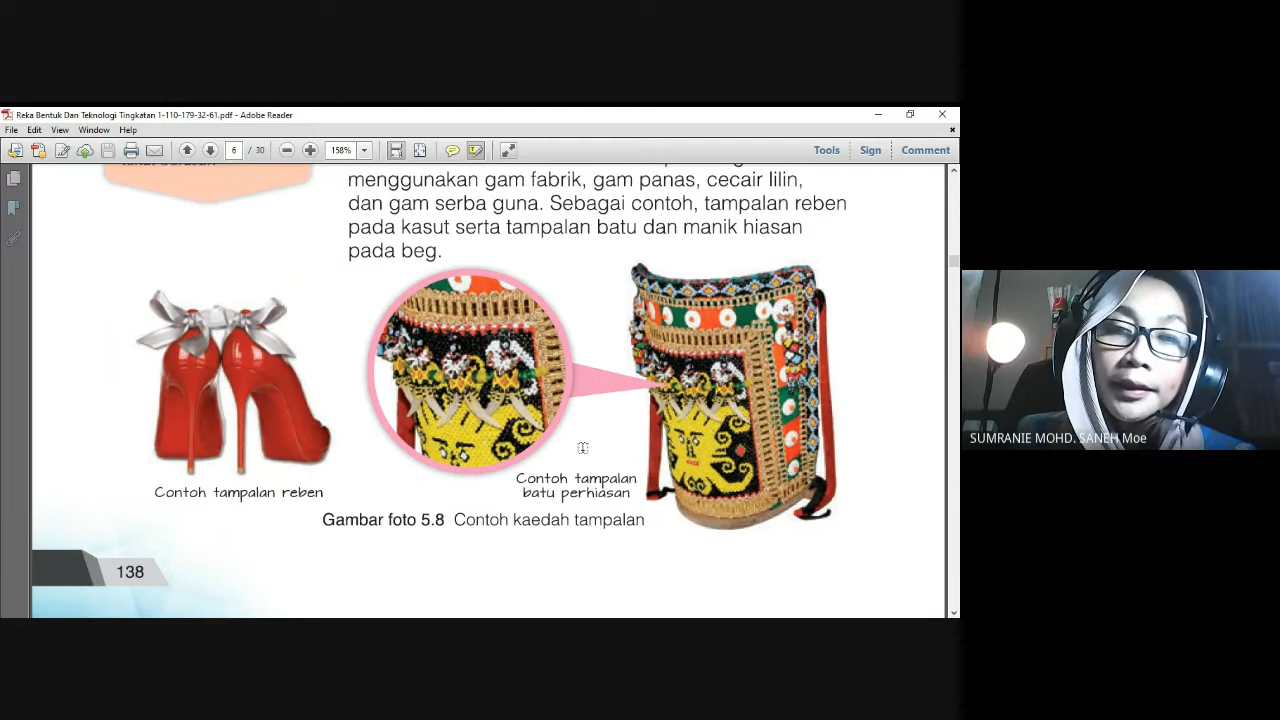 Reka Bentuk Dan Teknologi Tingkatan 1-110-179-32-61.pdf - Adobe Reader
File Edit View Window Help
6 / 30 158% Tools Sign Comment
menggunakan gam fabrik, gam panas, cecair lilin,
dan gam serba guna. Sebagai contoh, tampalan reben
pada kasut serta tampalan batu dan manik hiasan
pada beg.
Contoh tampalan reben
Contoh tampalan
batu perhiasan
Gambar foto 5.8 Contoh kaedah tampalan
138
SUMRANIE MOHD. SANEH Moe